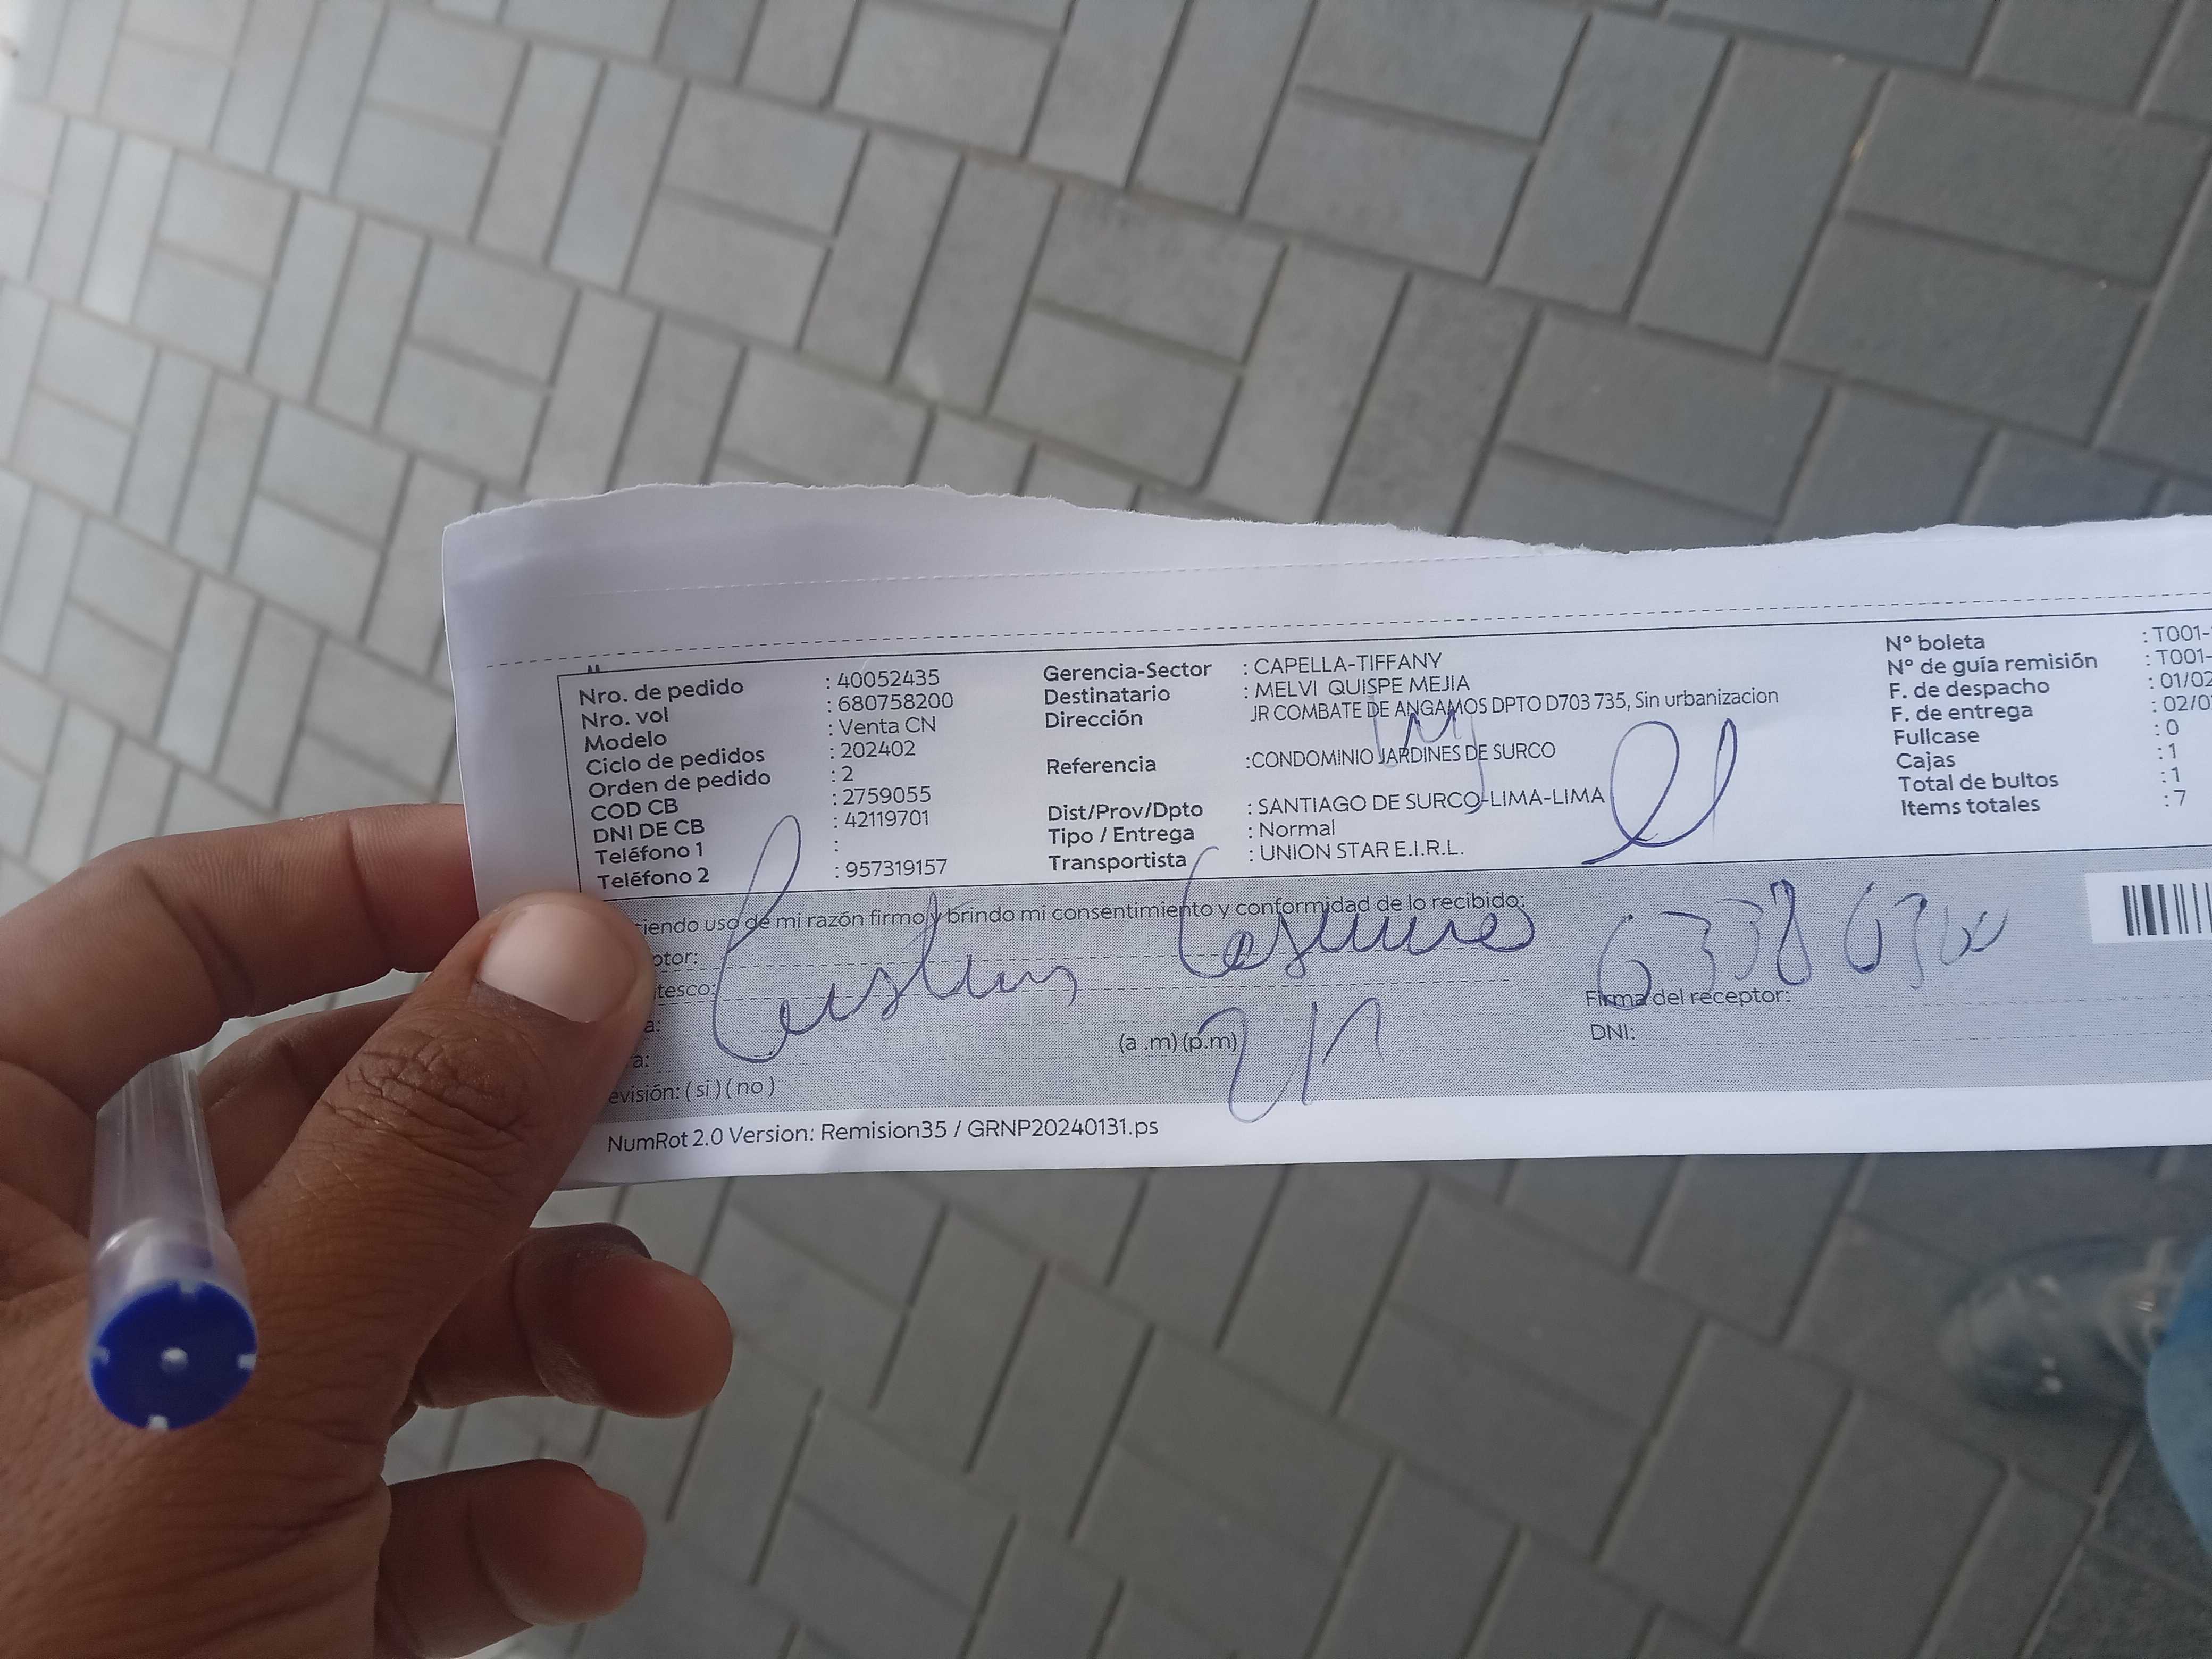 Nro. de pedido : 40052435
Nro. vol : 680758200
Modelo : Venta CN
Ciclo de pedidos : 202402
Orden de pedido : 2
COD CB : 2759055
DNI DE CB : 42119701
Teléfono 1 :
Teléfono 2 : 957319157
Gerencia-Sector : CAPELLA-TIFFANY
Destinatario : MELVI QUISPE MEJIA
Dirección JR COMBATE DE ANGAMOS DPTO D703 735, Sin urbanizacion
Referencia :CONDOMINIO JARDINES DE SURCO
Dist/Prov/Dpto : SANTIAGO DE SURCO-LIMA-LIMA
Tipo / Entrega : Normal
Transportista : UNION STAR E.I.R.L.
N° boleta : T001-
N° de guía remisión : T001-
F. de despacho : 01/02
F. de entrega : 02/0
Fullcase : 0
Cajas : 1
Total de bultos : 1
Items totales : 7
iendo uso de mi razón firmo y brindo mi consentimiento y conformidad de lo recibido:
ptor:
tesco:
a:
a: (a .m) (p.m)
evisión: ( si ) ( no )
Firma del receptor:
DNI:
NumRot 2.0 Version: Remision35 / GRNP20240131.ps